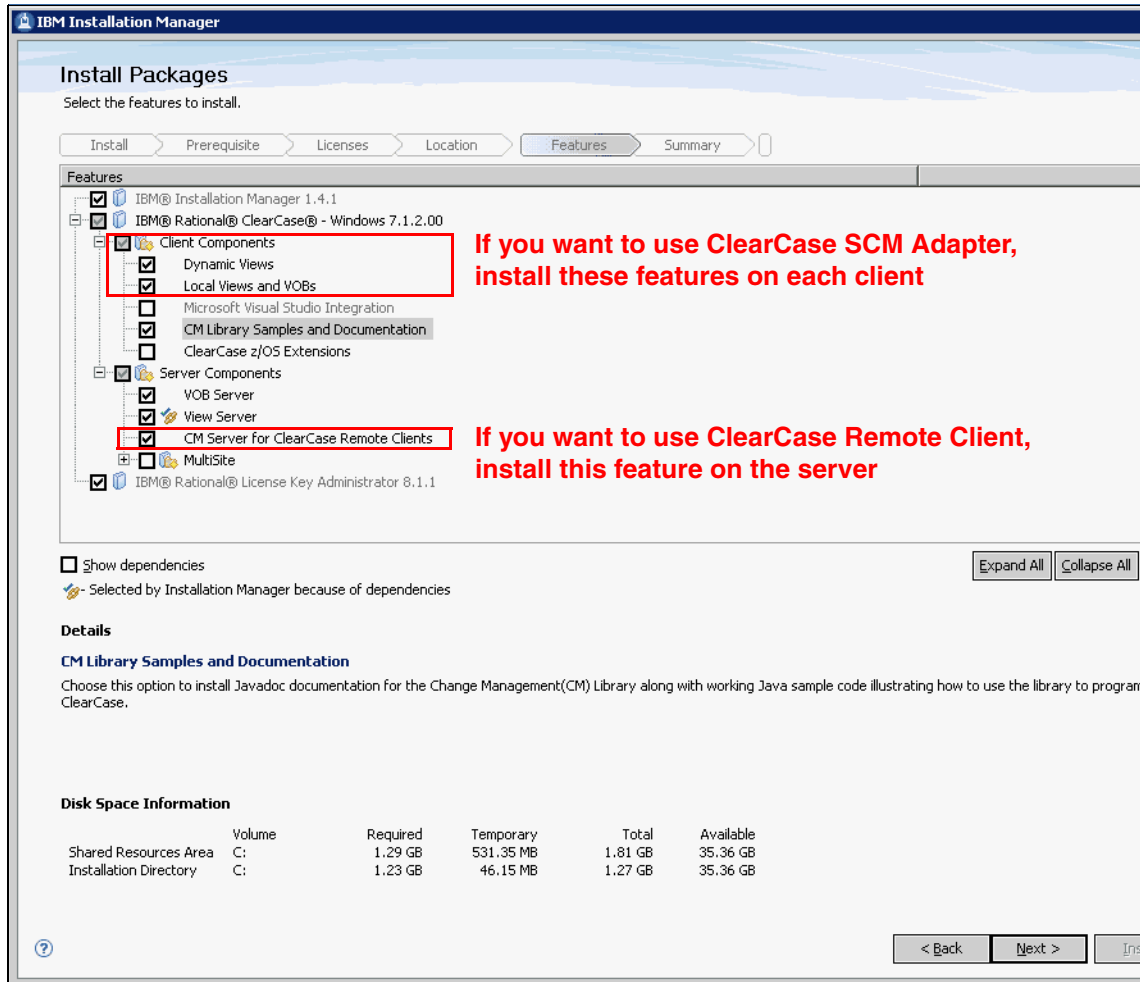 IBM Installation Manager
Install Packages
Select the features to install.
Install Prerequisite Licenses Location Features Summary
Features
IBM® Installation Manager 1.4.1
IBM® Rational® ClearCase® - Windows 7.1.2.00
Client Components
Dynamic Views
Local Views and VOBs
If you want to use ClearCase SCM Adapter,
install these features on each client
Microsoft Visual Studio Integration
CM Library Samples and Documentation
ClearCase z/OS Extensions
Server Components
VOB Server
View Server
CM Server for ClearCase Remote Clients
If you want to use ClearCase Remote Client,
install this feature on the server
MultiSite
IBM® Rational® License Key Administrator 8.1.1
Show dependencies
Expand All Collapse All
- Selected by Installation Manager because of dependencies
Details
CM Library Samples and Documentation
Choose this option to install Javadoc documentation for the Change Management(CM) Library along with working Java sample code illustrating how to use the library to program
ClearCase.
Disk Space Information
Volume Required Temporary Total Available
Shared Resources Area C: 1.29 GB 531.35 MB 1.81 GB 35.36 GB
Installation Directory C: 1.23 GB 46.15 MB 1.27 GB 35.36 GB
?
< Back Next > Ins